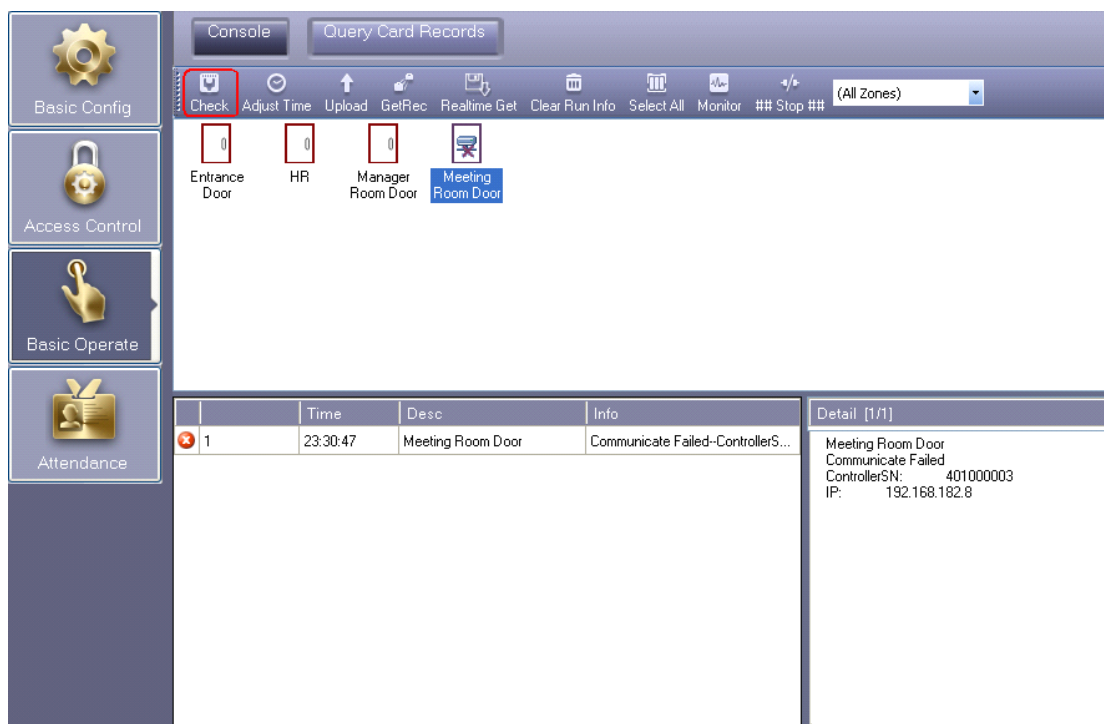 Console
Query Card Records
Basic Config
Check
Adjust Time
Upload
GetRec
Realtime Get
Clear Run Info
Select All
Monitor
## Stop ##
(All Zones)
Entrance
Door
HR
Manager
Room Door
Meeting
Room Door
Access Control
Basic Operate
Attendance
Time
Desc
Info
1
23:30:47
Meeting Room Door
Communicate Failed--ControllerS...
Detail [1/1]
Meeting Room Door
Communicate Failed
ControllerSN: 401000003
IP: 192.168.182.8